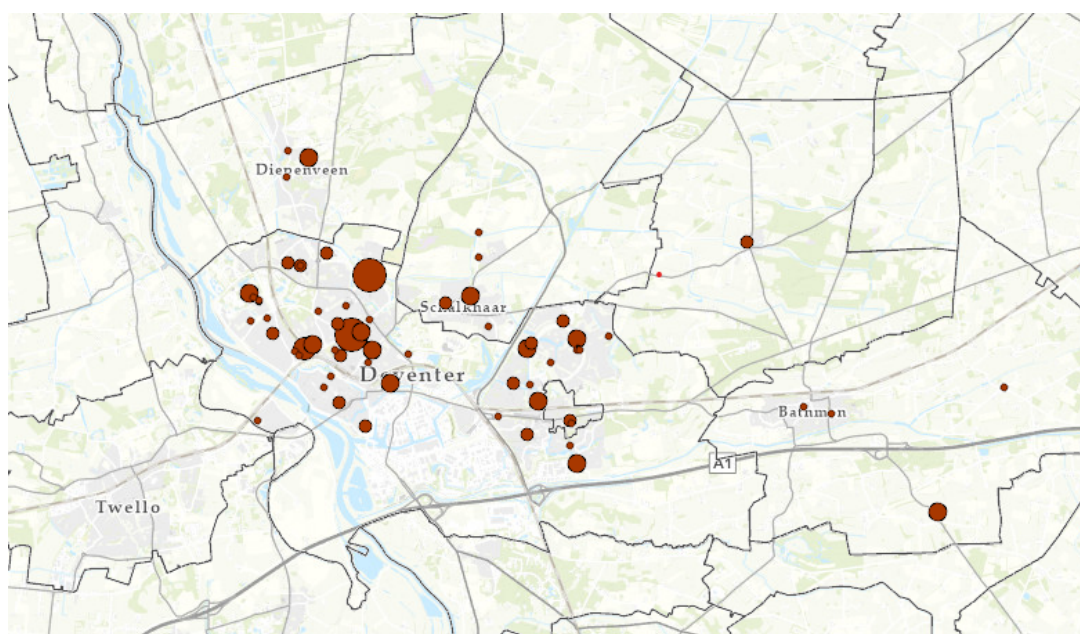 Diepenveen
Schalkhaar
Deventer
Bathmen
A1
Twello